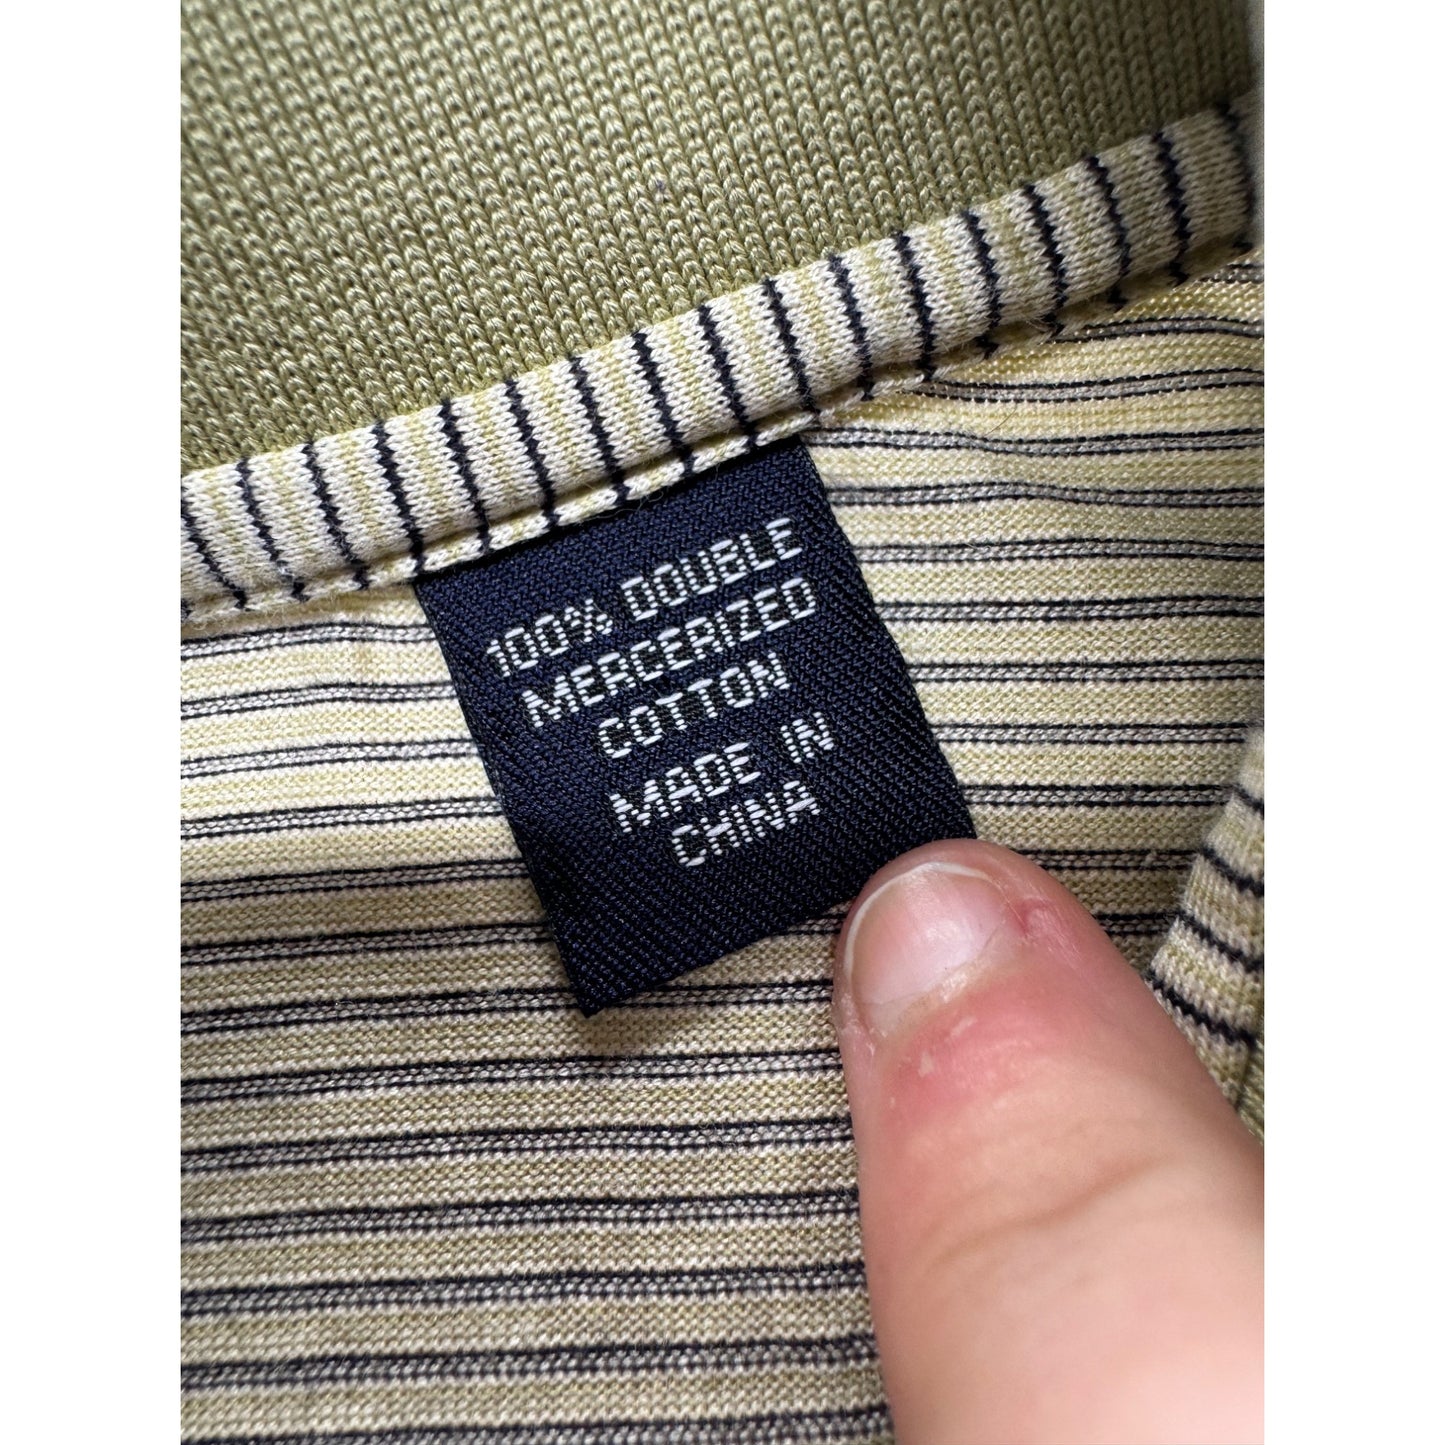 100% DOUBLE
MERCERIZED
COTTON
MADE IN
CHINA